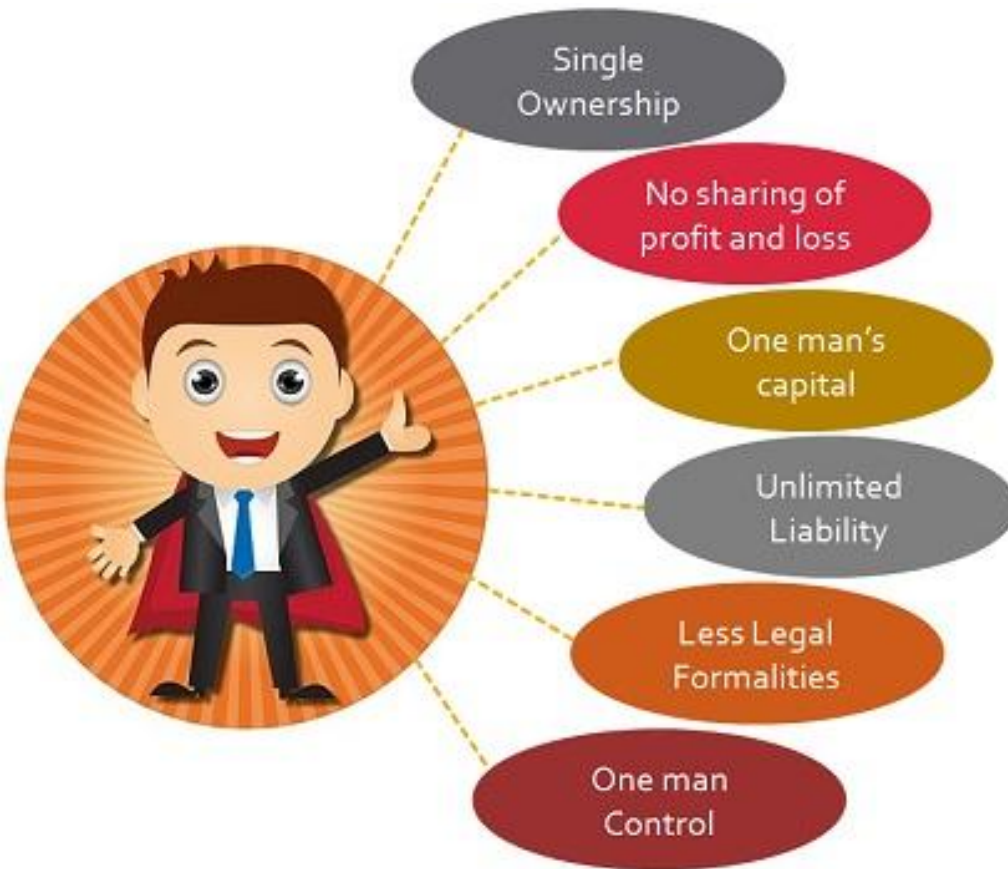 Single
Ownership
No sharing of
profit and loss
One man's
capital
Unlimited
Liability
Less Legal
Formalities
One man
Control